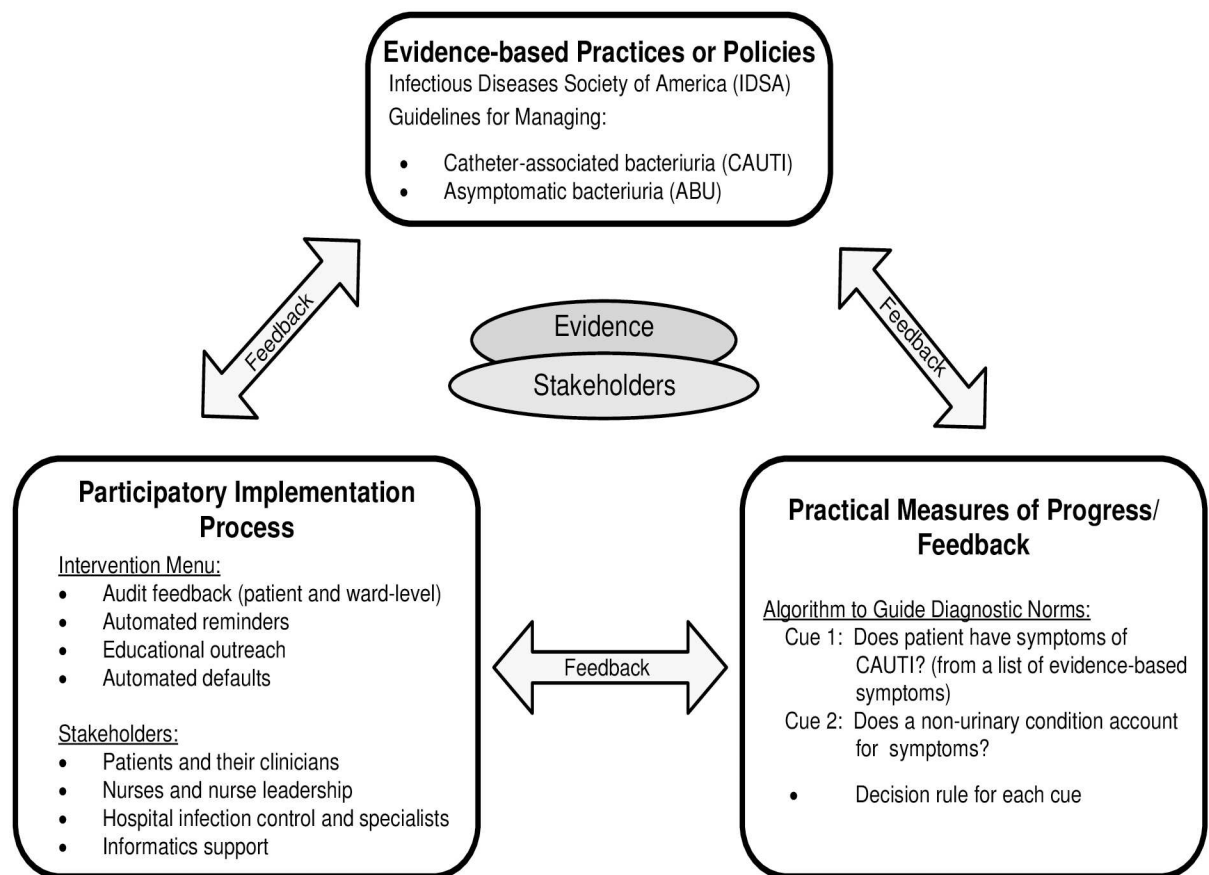 Evidence-based Practices or Policies
Infectious Diseases Society of America (IDSA)
Guidelines for Managing:
• Catheter-associated bacteriuria (CAUTI)
• Asymptomatic bacteriuria (ABU)
Feedback
Feedback
Evidence
Stakeholders
Participatory Implementation
Process
Intervention Menu:
• Audit feedback (patient and ward-level)
• Automated reminders
• Educational outreach
• Automated defaults
Stakeholders:
• Patients and their clinicians
• Nurses and nurse leadership
• Hospital infection control and specialists
• Informatics support
Feedback
Practical Measures of Progress/
Feedback
Algorithm to Guide Diagnostic Norms:
Cue 1: Does patient have symptoms of
CAUTI? (from a list of evidence-based
symptoms)
Cue 2: Does a non-urinary condition account
for symptoms?
• Decision rule for each cue